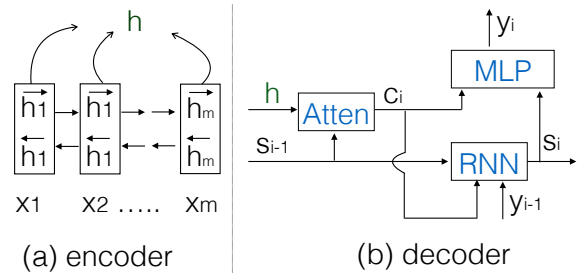 h
h1 h1 hm
h1 h1 hm
x1 x2 ..... xm
(a) encoder
yi
MLP
h Atten ci
si-1 RNN si
yi-1
(b) decoder